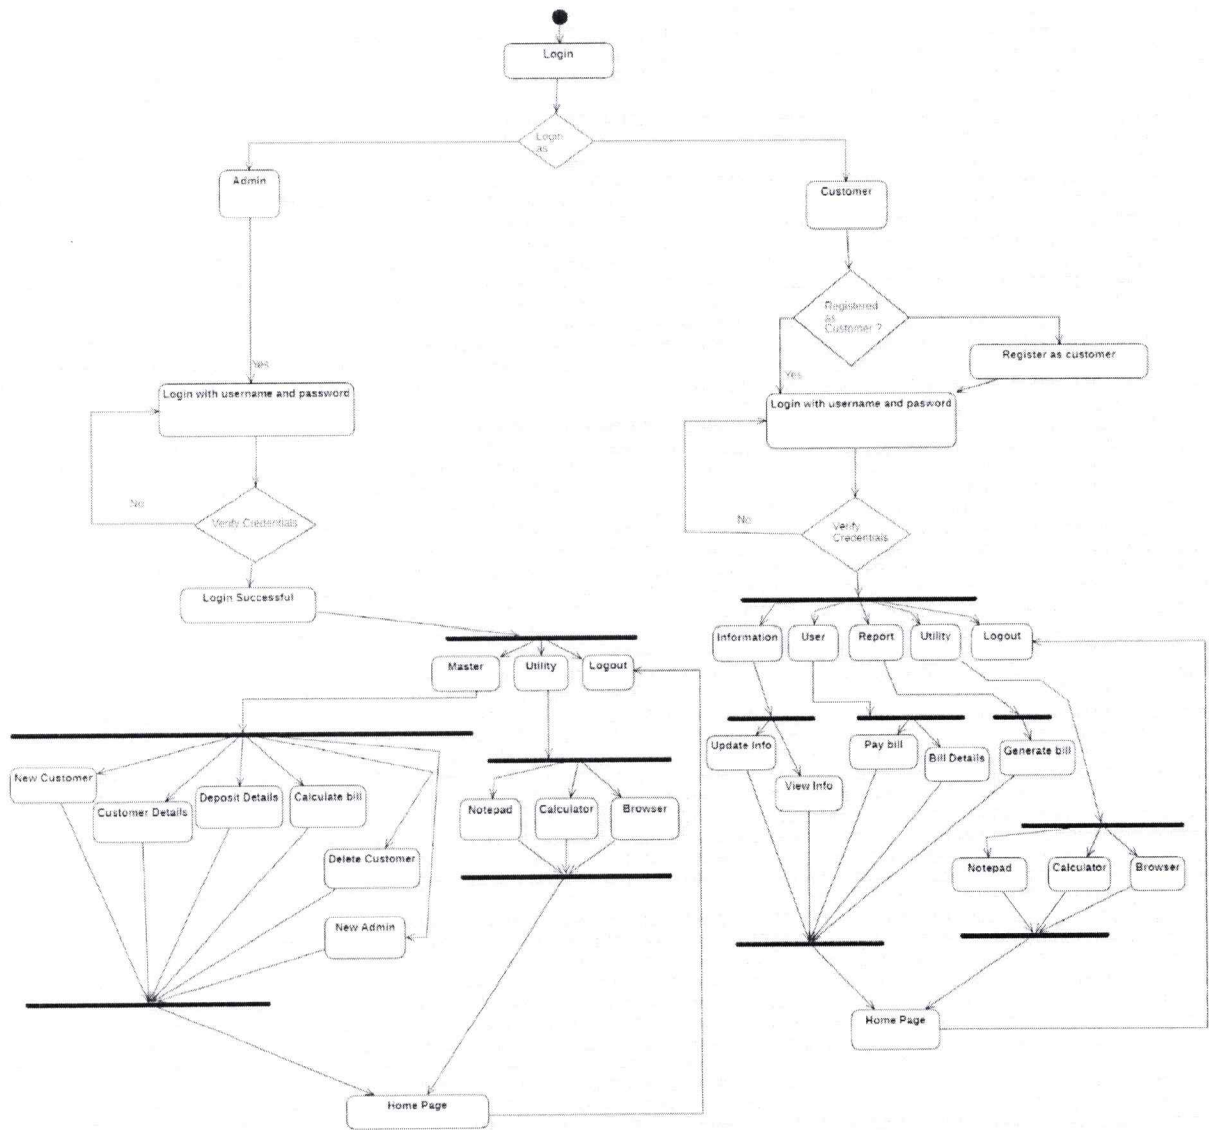 Login
Login
as
Admin
Customer
Registered
as
Customer ?
Register as customer
Yes
Yes
Login with username and password
Login with username and pasword
No
Verify Credentials
No
Verify
Credentials
Login Successful
Information
User
Report
Utility
Logout
Master
Utility
Logout
Update Info
Pay bill
Bill Details
Generate bill
View Info
New Customer
Customer Details
Deposit Details
Calculate bill
Notepad
Calculator
Browser
Delete Customer
Notepad
Calculator
Browser
New Admin
Home Page
Home Page